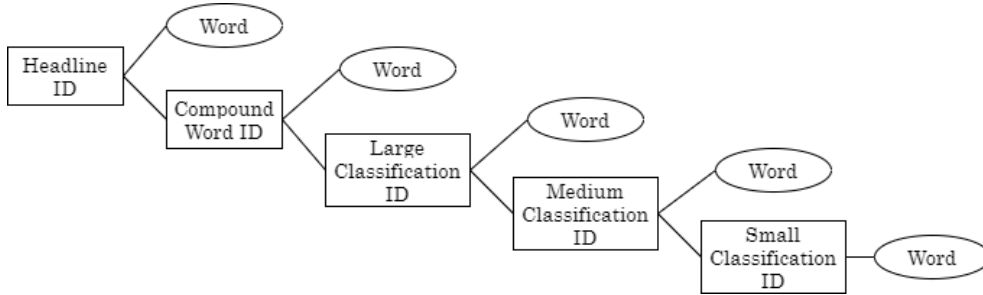 Word
Headline
ID
Word
Compound
Word ID
Word
Large
Classification
ID
Word
Medium
Classification
ID
Small
Classification
ID
Word